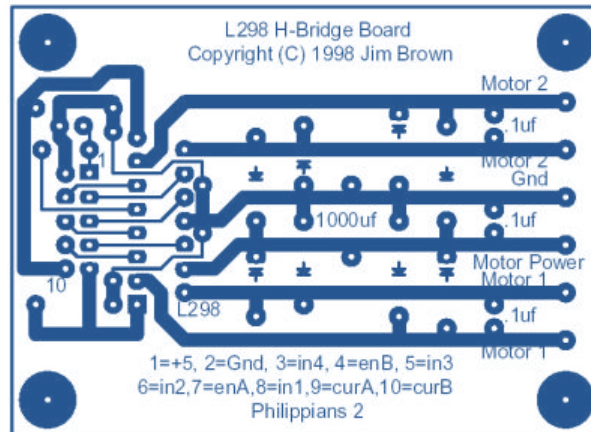 L298 H-Bridge Board
Copyright (C) 1998 Jim Brown
Motor 2
.1uf
1
Motor 2
Gnd
1000uf
.1uf
Motor Power
10
Motor 1
L298
.1uf
Motor 1
1=+5, 2=Gnd, 3=in4, 4=enB, 5=in3
6=in2,7=enA,8=in1,9=curA,10=curB
Philippians 2